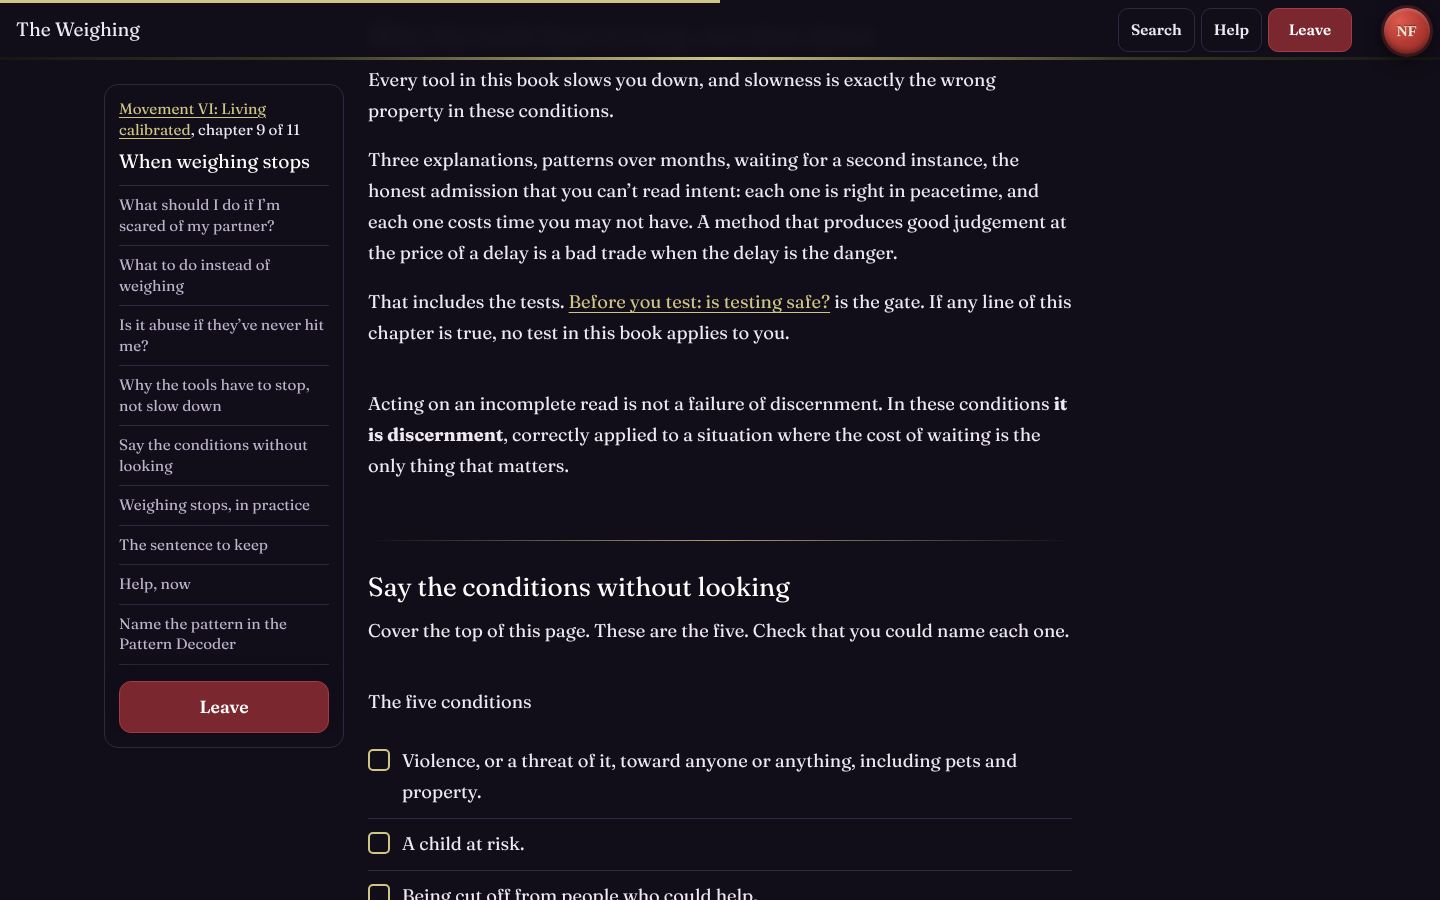 The Weighing
Search
Help
Leave
NF
Movement VI: Living
calibrated, chapter 9 of 11
When weighing stops
What should I do if I'm
scared of my partner?
What to do instead of
weighing
Is it abuse if they've never hit
me?
Why the tools have to stop,
not slow down
Say the conditions without
looking
Weighing stops, in practice
The sentence to keep
Help, now
Name the pattern in the
Pattern Decoder
Leave
Every tool in this book slows you down, and slowness is exactly the wrong
property in these conditions.
Three explanations, patterns over months, waiting for a second instance, the
honest admission that you can't read intent: each one is right in peacetime, and
each one costs time you may not have. A method that produces good judgement at
the price of a delay is a bad trade when the delay is the danger.
That includes the tests. Before you test: is testing safe? is the gate. If any line of this
chapter is true, no test in this book applies to you.
Acting on an incomplete read is not a failure of discernment. In these conditions it
is discernment, correctly applied to a situation where the cost of waiting is the
only thing that matters.
Say the conditions without looking
Cover the top of this page. These are the five. Check that you could name each one.
The five conditions
Violence, or a threat of it, toward anyone or anything, including pets and
property.
A child at risk.
Being cut off from people who could help.